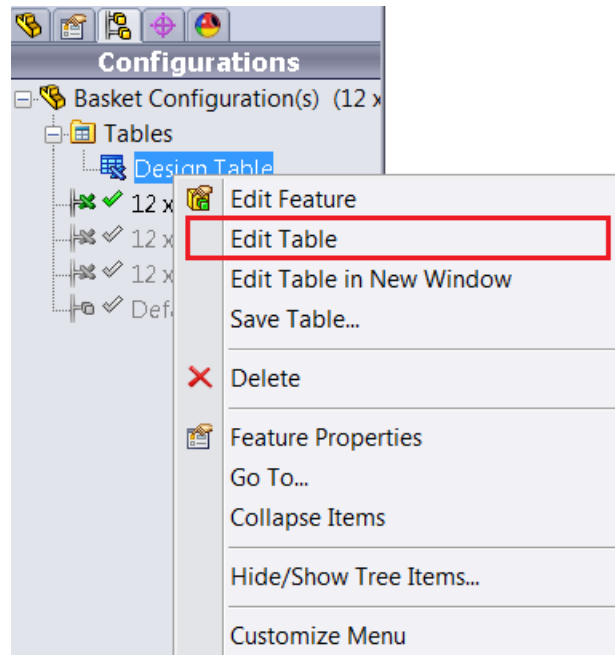 Configurations
Basket Configuration(s) (12 x
Tables
Design Table
12 x
12 x
12 x
Edit Feature
Edit Table
Edit Table in New Window
Save Table...
Delete
Feature Properties
Go To...
Collapse Items
Hide/Show Tree Items...
Customize Menu